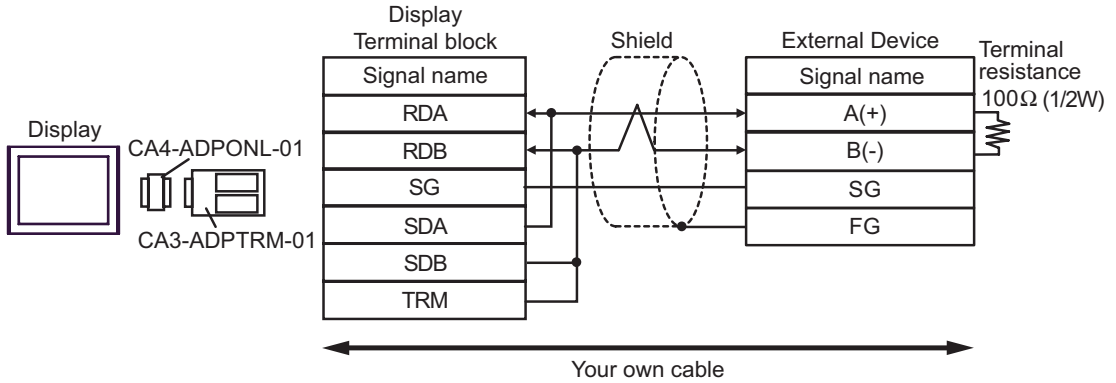 Display
Terminal block
Shield
External Device
Terminal
resistance
100Ω (1/2W)
Signal name
Signal name
RDA
A(+)
Display
CA4-ADPONL-01
RDB
B(-)
SG
SG
CA3-ADPTRM-01
SDA
FG
SDB
TRM
Your own cable